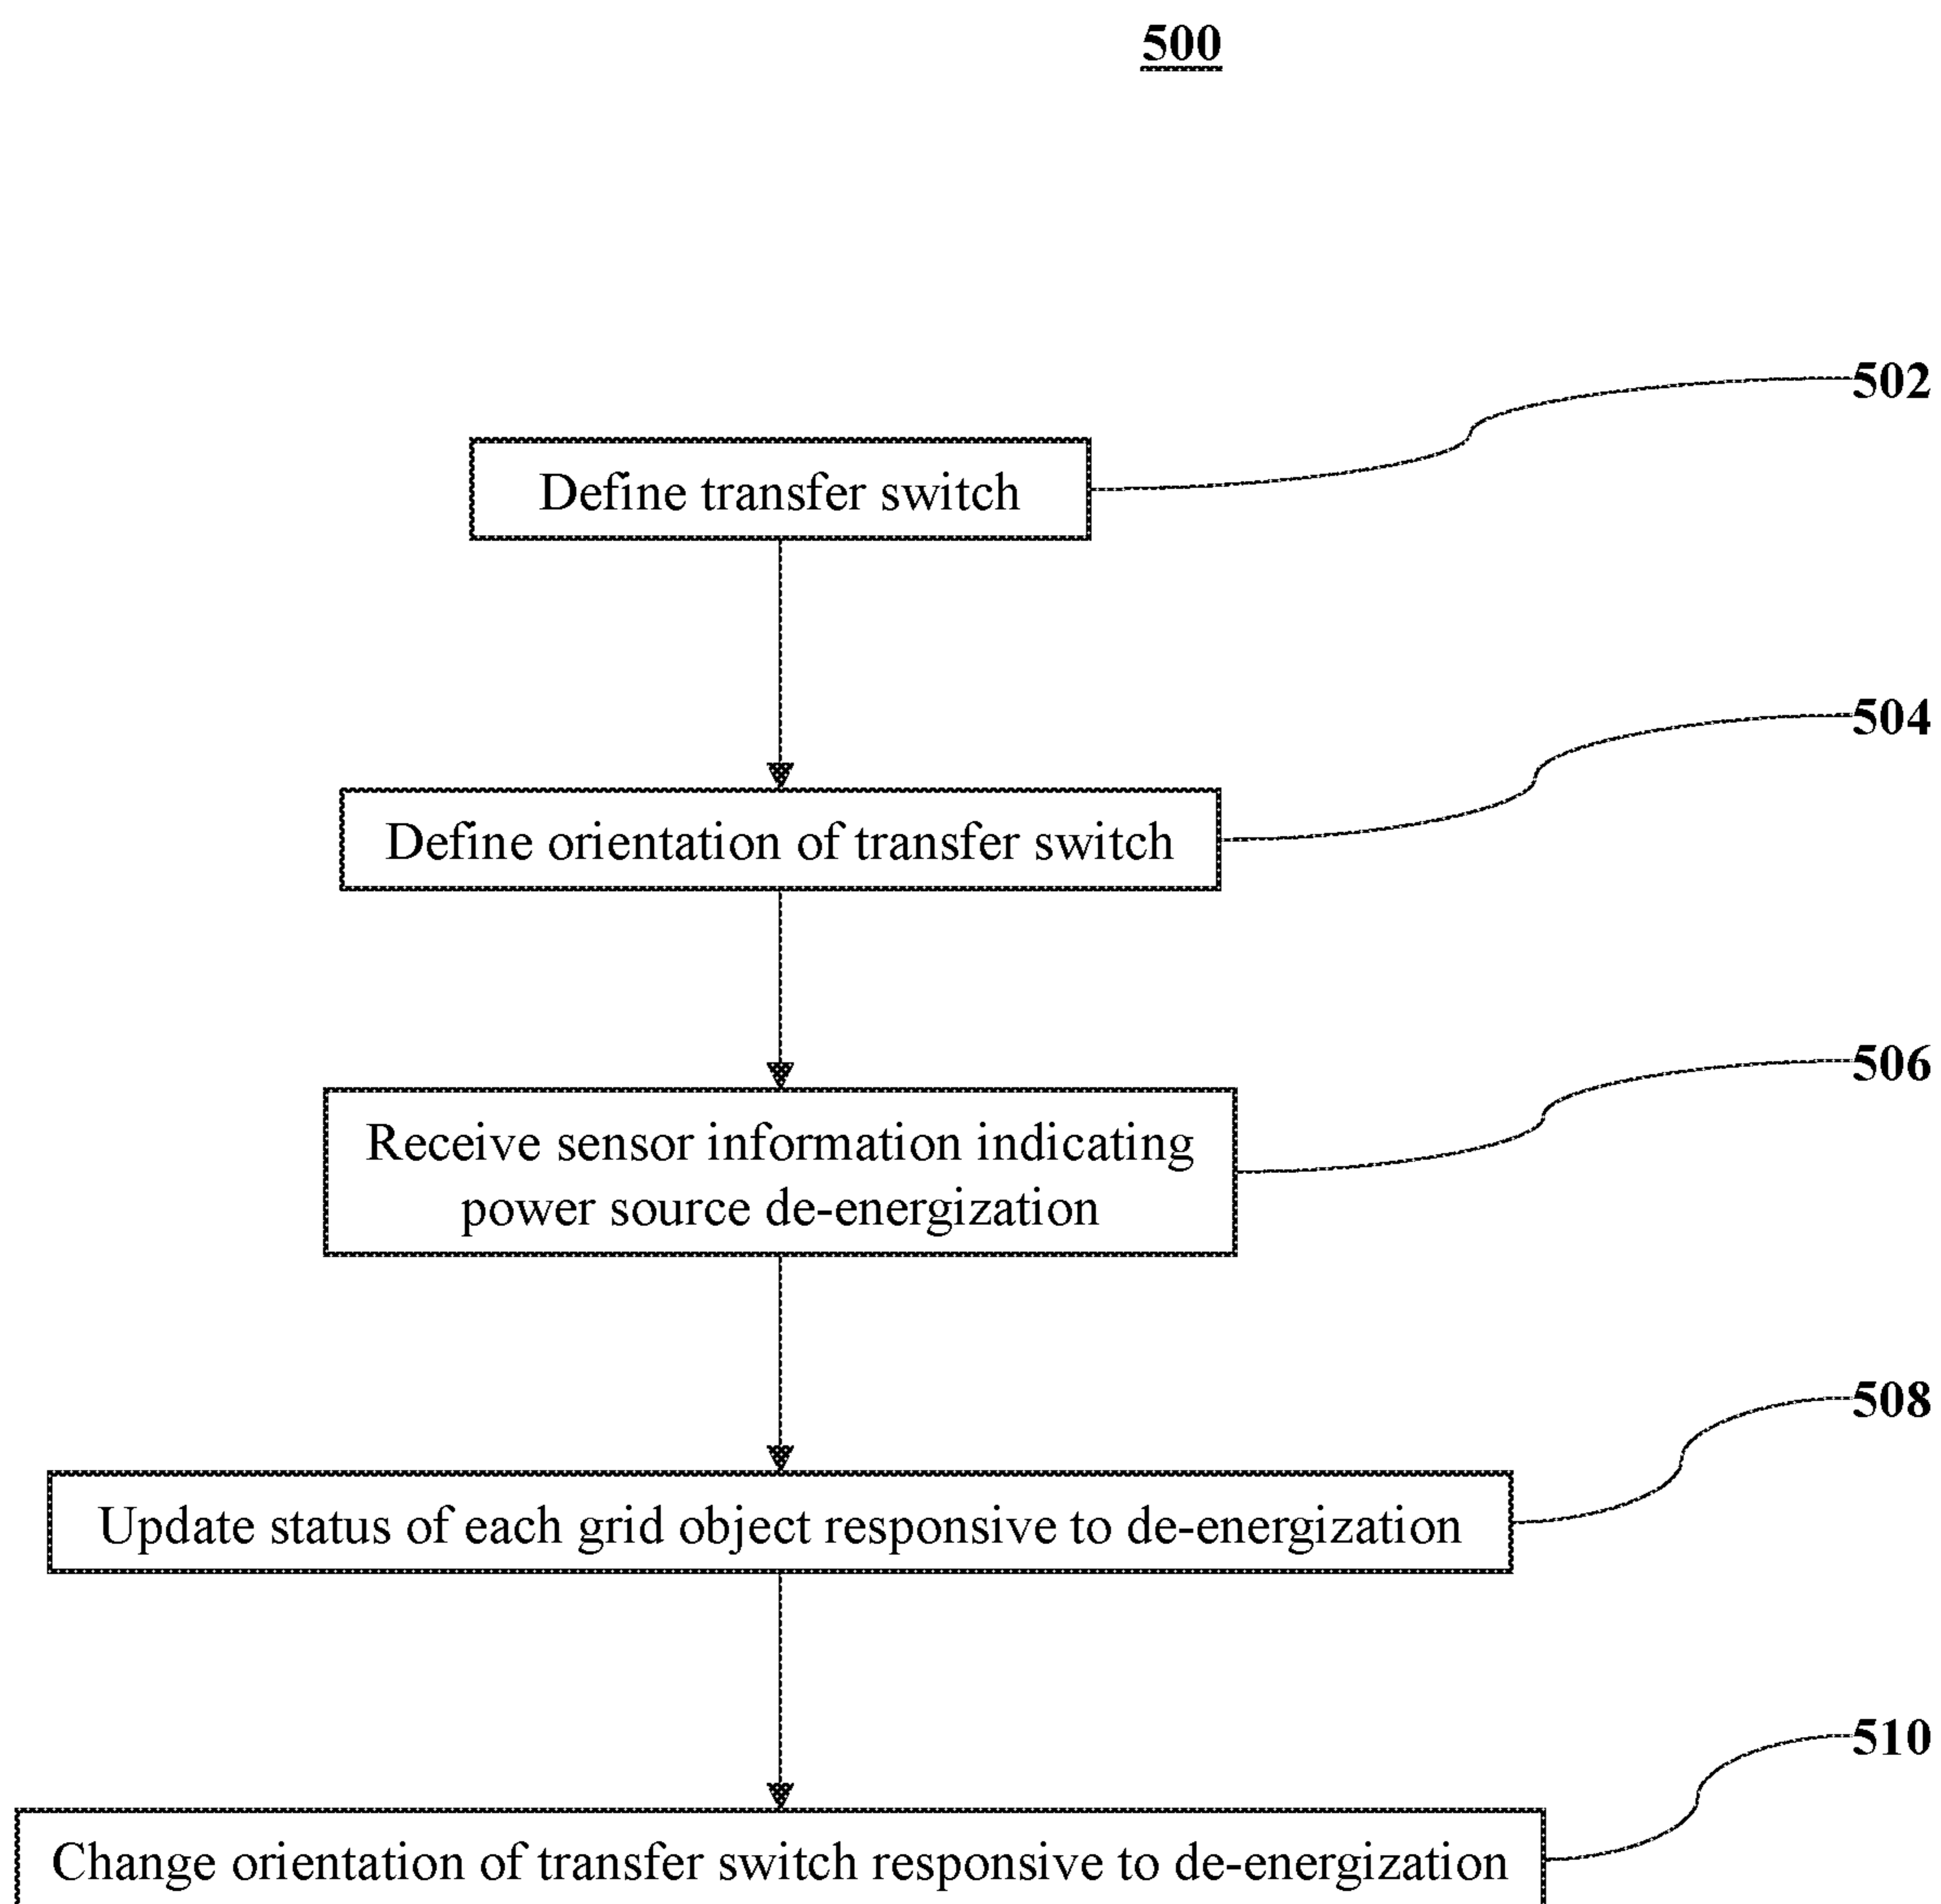 500
502
Define transfer switch
504
Define orientation of transfer switch
506
Receive sensor information indicating
power source de-energization
508
Update status of each grid object responsive to de-energization
510
Change orientation of transfer switch responsive to de-energization